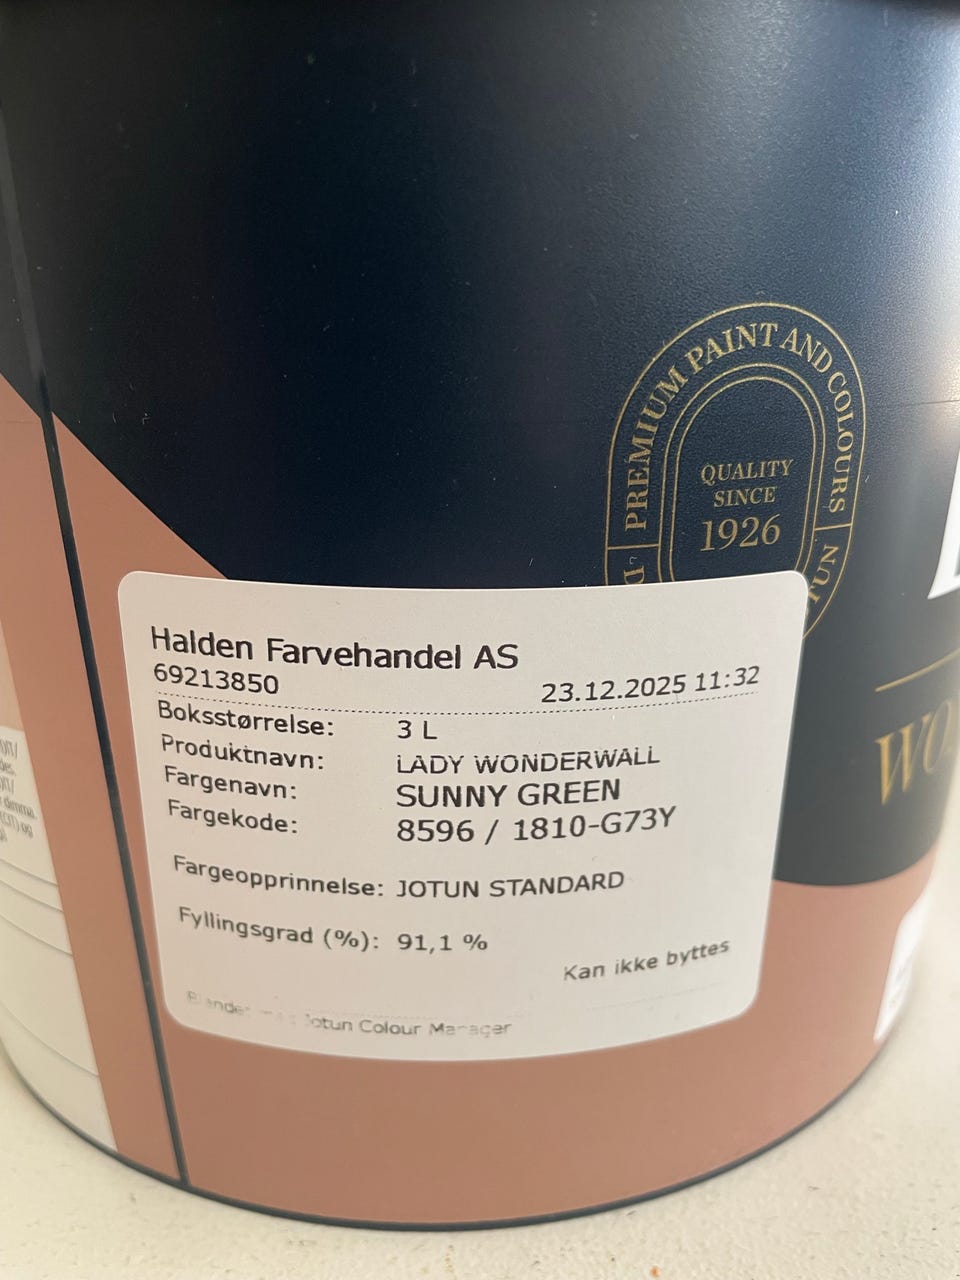 PREMIUM PAINT AND COLOURS
QUALITY
SINCE
1926
Halden Farvehandel AS
69213850
23.12.2025 11:32
Boksstørrelse: 3 L
Produktnavn: LADY WONDERWALL
Fargenavn: SUNNY GREEN
Fargekode: 8596 / 1810-G73Y
Fargeopprinnelse: JOTUN STANDARD
Fyllingsgrad (%): 91,1 %
Kan ikke byttes
Jotun Colour Manager